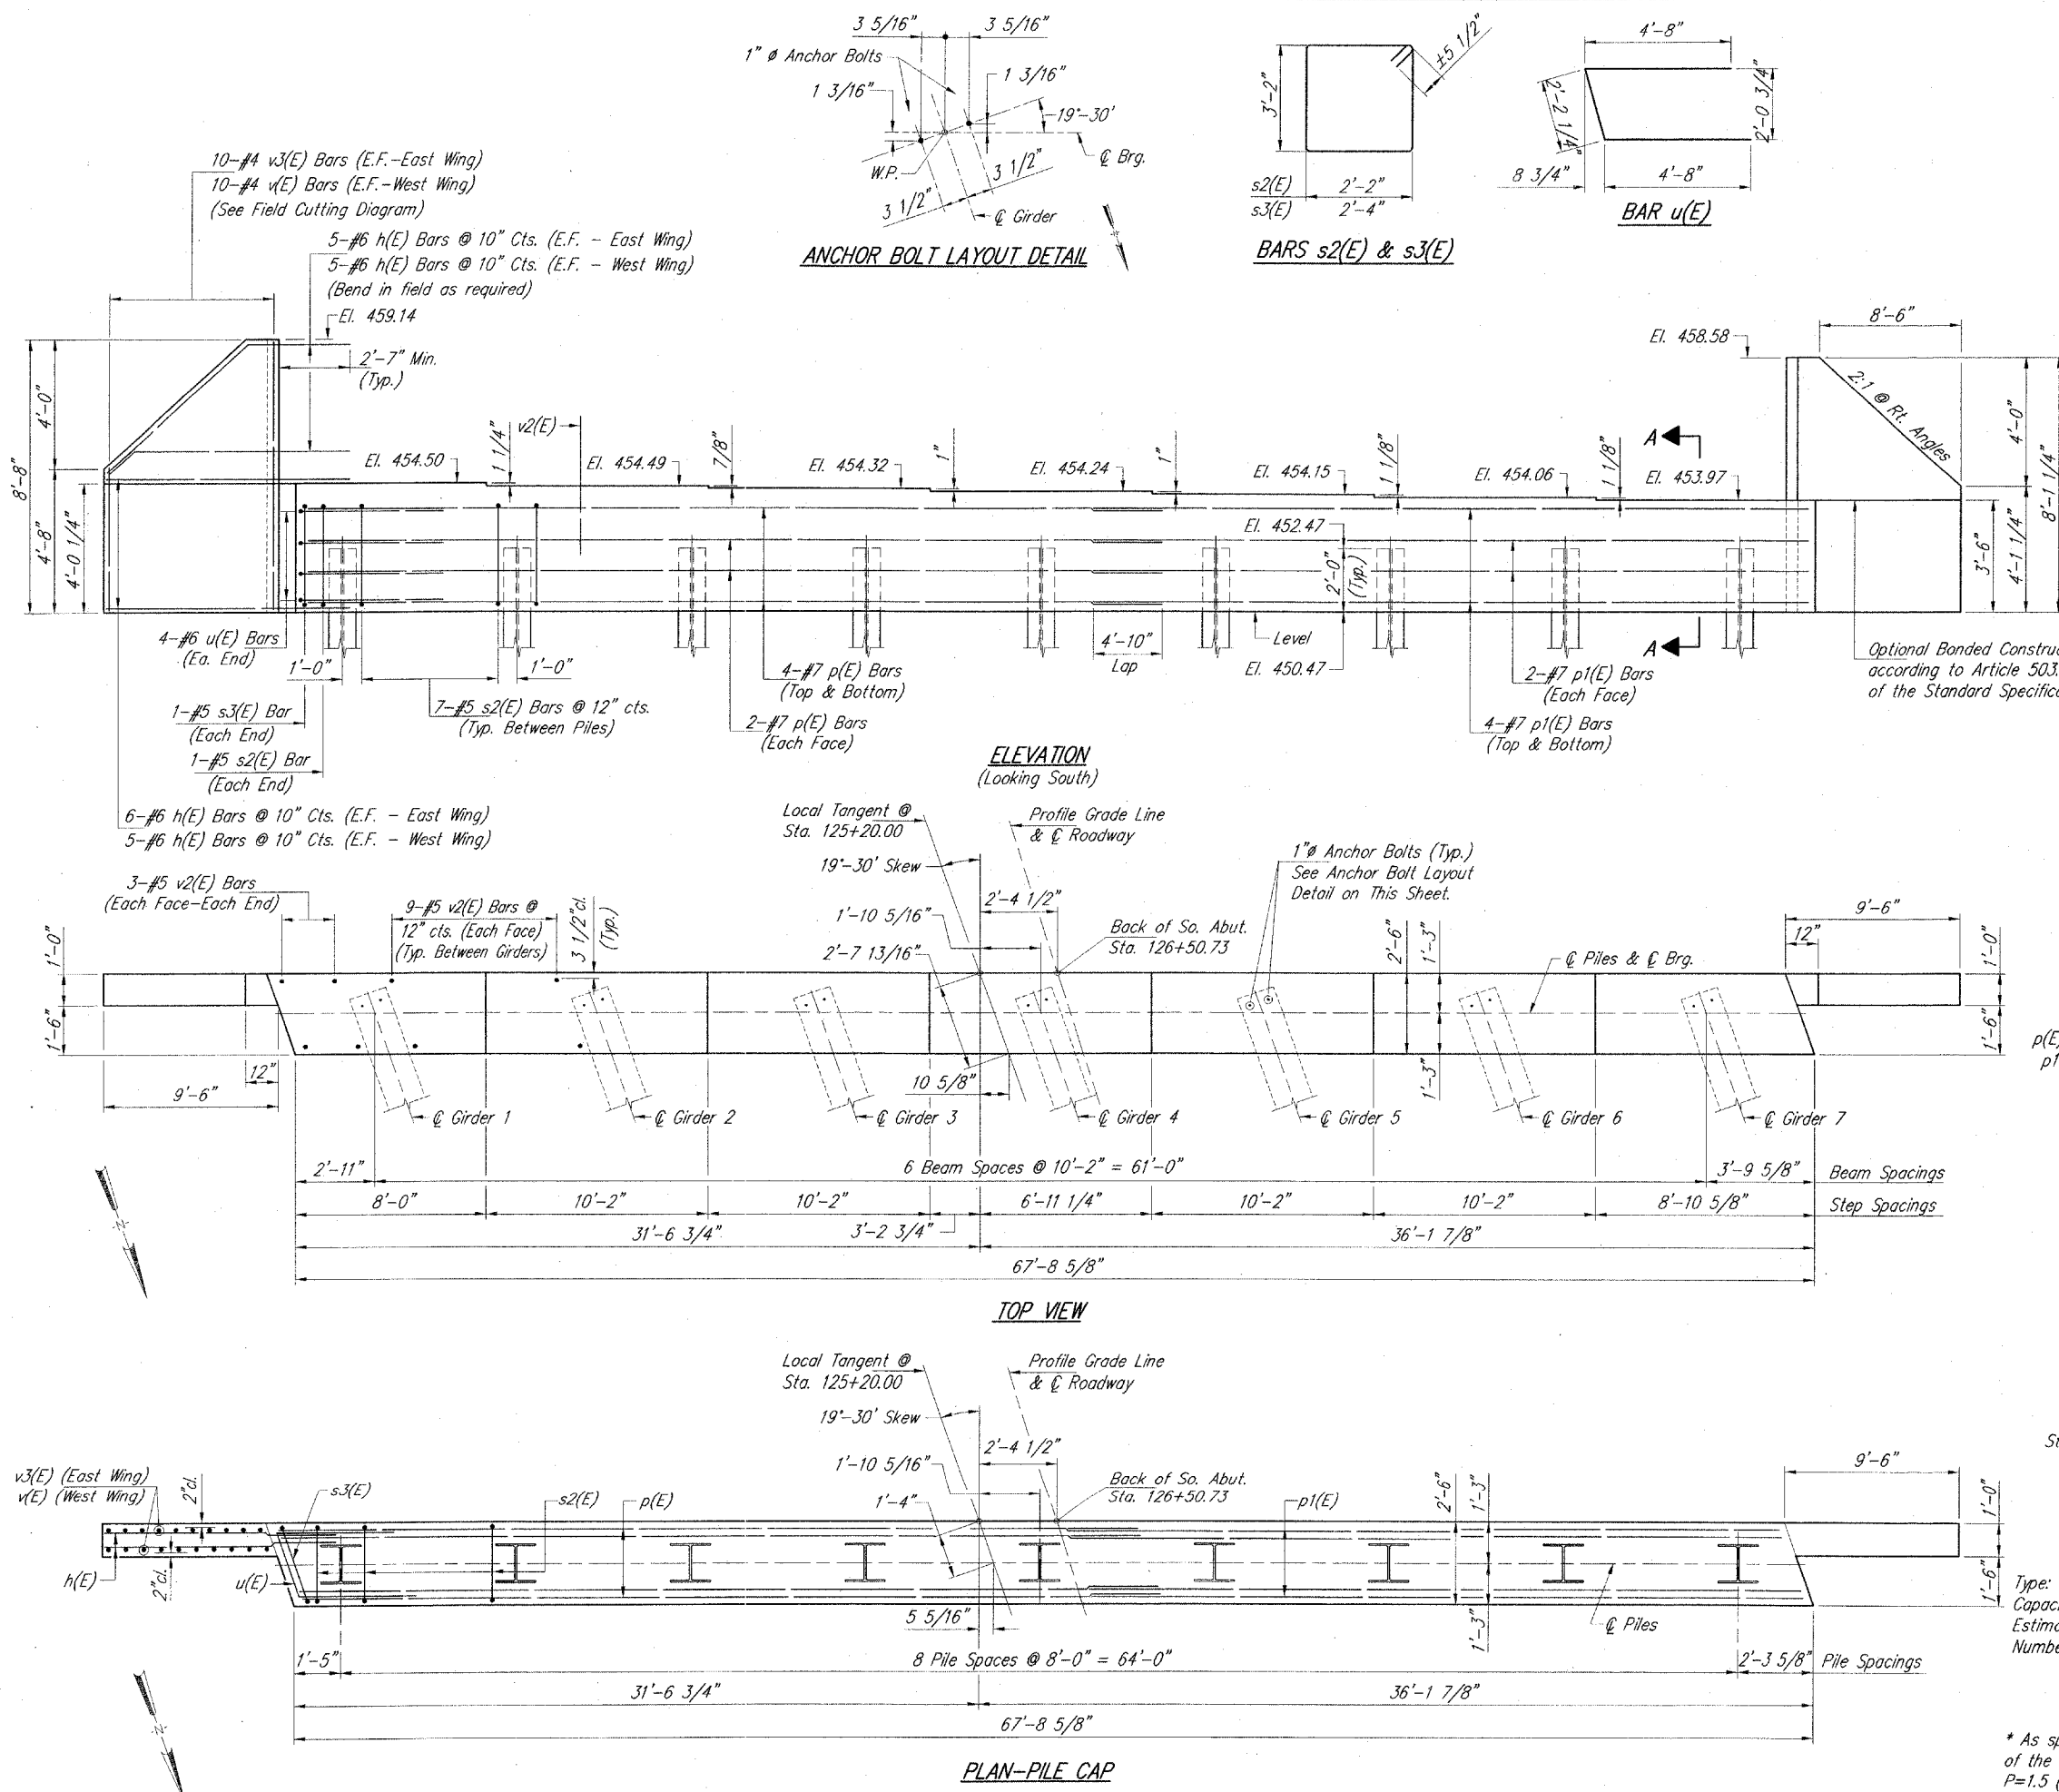 3 5/16"
3 5/16"
1" ø Anchor Bolts
1 3/16"
1 3/16"
19°-30'
℄ Brg.
W.P.
3 1/2"
3 1/2"
℄ Girder
ANCHOR BOLT LAYOUT DETAIL
3'-2"
±5 1/2"
s2(E) 2'-2"
s3(E) 2'-4"
BARS s2(E) & s3(E)
4'-8"
2'-2 1/4"
2'-0 3/4"
8 3/4"
4'-8"
BAR u(E)
10-#4 v3(E) Bars (E.F.-East Wing)
10-#4 v(E) Bars (E.F.-West Wing)
(See Field Cutting Diagram)
5-#6 h(E) Bars @ 10" Cts. (E.F. - East Wing)
5-#6 h(E) Bars @ 10" Cts. (E.F. - West Wing)
(Bend in field as required)
El. 459.14
2'-7" Min.
(Typ.)
8'-8"
4'-0"
4'-8"
4'-0 1/4"
El. 454.50
1 1/4"
v2(E)
El. 454.49
7/8"
El. 454.32
1"
El. 454.24
1"
El. 454.15
1 1/8"
El. 454.06
1 1/8"
El. 453.97
A
A
El. 458.58
8'-6"
2:1 @ Rt. Angles
4'-0"
8'-1 1/4"
3'-6"
4'-1 1/4"
El. 452.47
2'-0"
(Typ.)
Level
El. 450.47
4'-10"
Lap
4-#6 u(E) Bars
(Ea. End)
1'-0"
1'-0"
4-#7 p(E) Bars
(Top & Bottom)
2-#7 p1(E) Bars
(Each Face)
Optional Bonded Constru
according to Article 503.
of the Standard Specifica
1-#5 s3(E) Bar
(Each End)
7-#5 s2(E) Bars @ 12" cts.
(Typ. Between Piles)
2-#7 p(E) Bars
(Each Face)
4-#7 p1(E) Bars
(Top & Bottom)
1-#5 s2(E) Bar
(Each End)
ELEVATION
(Looking South)
6-#6 h(E) Bars @ 10" Cts. (E.F. - East Wing)
5-#6 h(E) Bars @ 10" Cts. (E.F. - West Wing)
Local Tangent @
Sta. 125+20.00
Profile Grade Line
& ℄ Roadway
19°-30' Skew
1"ø Anchor Bolts (Typ.)
See Anchor Bolt Layout
Detail on This Sheet.
3-#5 v2(E) Bars
(Each Face-Each End)
9-#5 v2(E) Bars @
12" cts. (Each Face)
(Typ. Between Girders)
3 1/2"cl.
(Typ.)
2'-4 1/2"
1'-10 5/16"
2'-7 13/16"
Back of So. Abut.
Sta. 126+50.73
2'-6"
1'-3"
℄ Piles & ℄ Brg.
9'-6"
12"
1'-0"
1'-0"
1'-6"
1'-6"
p(E)
p1
12"
9'-6"
10 5/8"
1'-3"
℄ Girder 1
℄ Girder 2
℄ Girder 3
℄ Girder 4
℄ Girder 5
℄ Girder 6
℄ Girder 7
2'-11"
6 Beam Spaces @ 10'-2" = 61'-0"
3'-9 5/8"
Beam Spacings
8'-0"
10'-2"
10'-2"
6'-11 1/4"
10'-2"
10'-2"
8'-10 5/8"
Step Spacings
31'-6 3/4"
3'-2 3/4"
36'-1 7/8"
67'-8 5/8"
TOP VIEW
Local Tangent @
Sta. 125+20.00
Profile Grade Line
& ℄ Roadway
19°-30' Skew
2'-4 1/2"
1'-10 5/16"
Back of So. Abut.
Sta. 126+50.73
1'-4"
2'-6"
1'-3"
9'-6"
1'-0"
St
v3(E) (East Wing)
v(E) (West Wing)
2"cl.
s3(E)
s2(E)
p(E)
p1(E)
h(E)
2"cl.
u(E)
5 5/16"
1'-3"
℄ Piles
1'-6"
Type:
Capaci
Estima
Numbe
1'-5"
8 Pile Spaces @ 8'-0" = 64'-0"
2'-3 5/8"
Pile Spacings
31'-6 3/4"
36'-1 7/8"
67'-8 5/8"
PLAN-PILE CAP
* As sp
of the
P=1.5 (